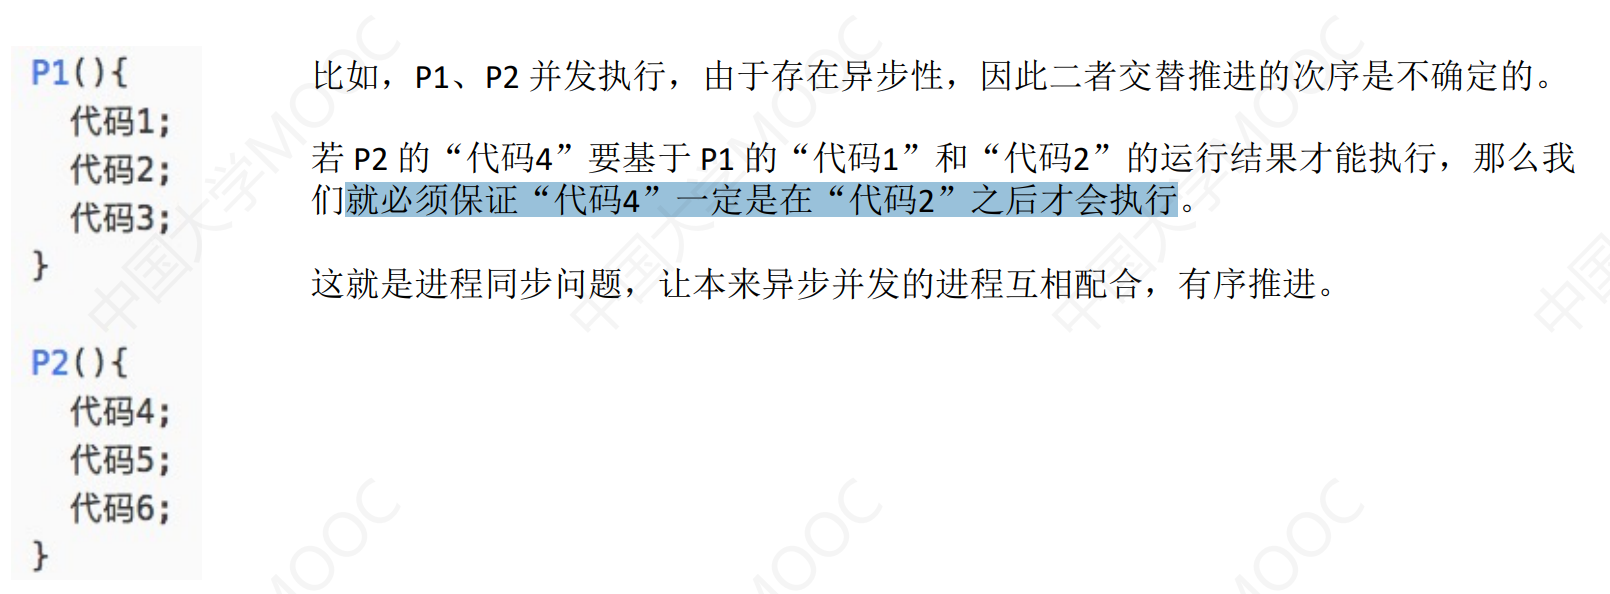 P1(){
代码1;
代码2;
代码3;
}
P2(){
代码4;
代码5;
代码6;
}
比如，P1、P2 并发执行，由于存在异步性，因此二者交替推进的次序是不确定的。
若 P2 的“代码4”要基于 P1 的“代码1”和“代码2”的运行结果才能执行，那么我
们就必须保证“代码4”一定是在“代码2”之后才会执行。
这就是进程同步问题，让本来异步并发的进程互相配合，有序推进。
中国大学MOOC
中国大学MOOC
中国大学MOOC
中国
MOOC
MOOC
MOOC